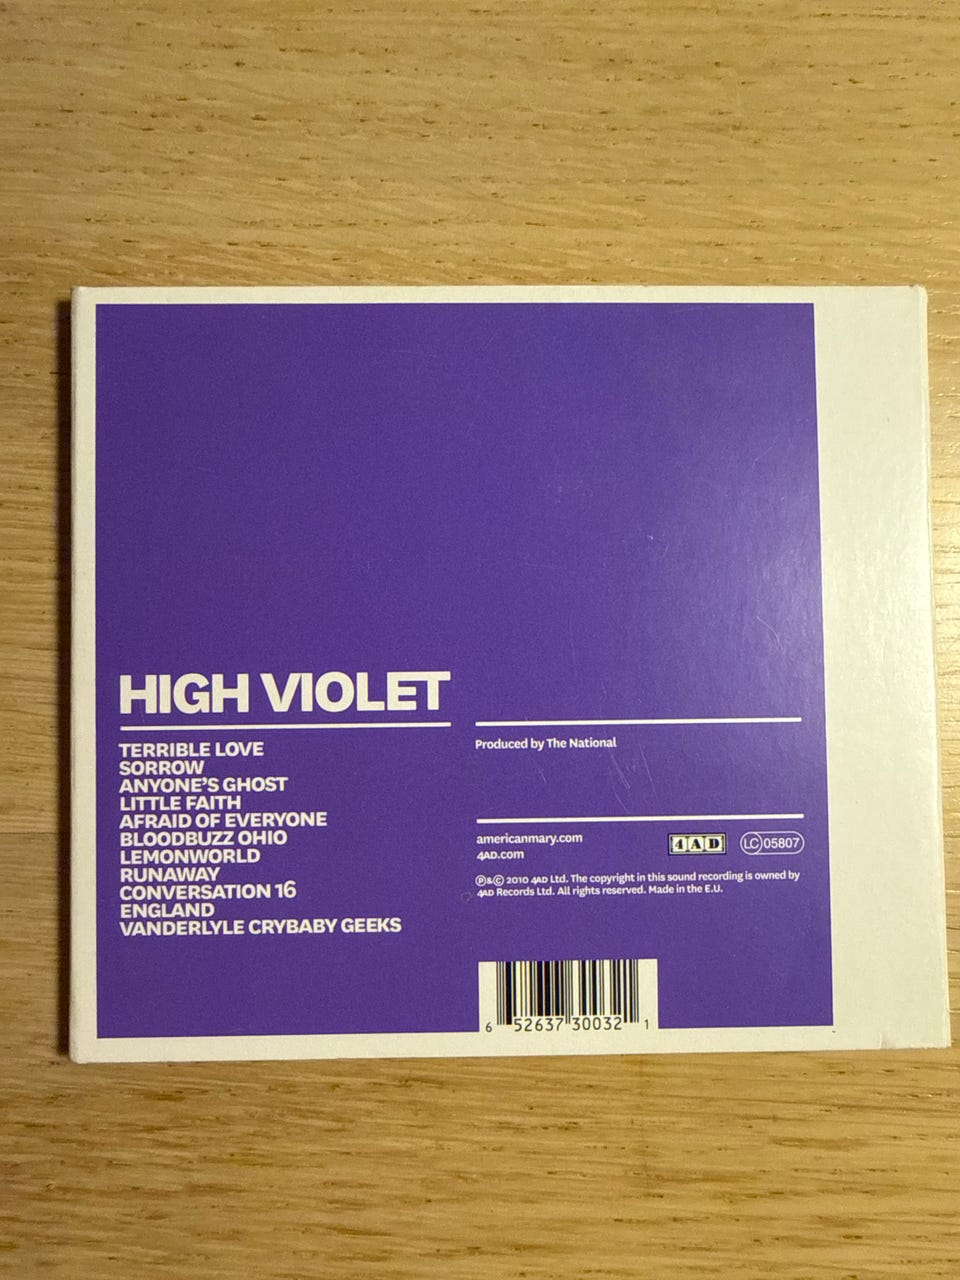 HIGH VIOLET
TERRIBLE LOVE
SORROW
ANYONE'S GHOST
LITTLE FAITH
AFRAID OF EVERYONE
BLOODBUZZ OHIO
LEMONWORLD
RUNAWAY
CONVERSATION 16
ENGLAND
VANDERLYLE CRYBABY GEEKS
Produced by The National
americanmary.com
4AD.com
4AD
LC 05807
℗&© 2010 4AD Ltd. The copyright in this sound recording is owned by
4AD Records Ltd. All rights reserved. Made in the E.U.
6 52637 30032 1